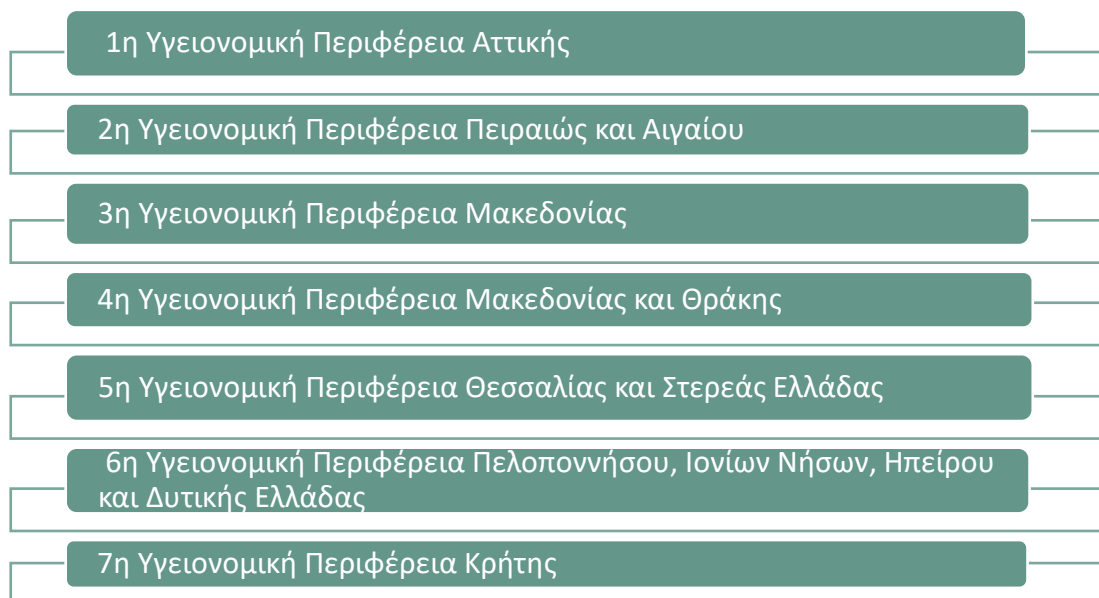 1η Υγειονομική Περιφέρεια Αττικής
2η Υγειονομική Περιφέρεια Πειραιώς και Αιγαίου
3η Υγειονομική Περιφέρεια Μακεδονίας
4η Υγειονομική Περιφέρεια Μακεδονίας και Θράκης
5η Υγειονομική Περιφέρεια Θεσσαλίας και Στερεάς Ελλάδας
6η Υγειονομική Περιφέρεια Πελοποννήσου, Ιονίων Νήσων, Ηπείρου
και Δυτικής Ελλάδας
7η Υγειονομική Περιφέρεια Κρήτης